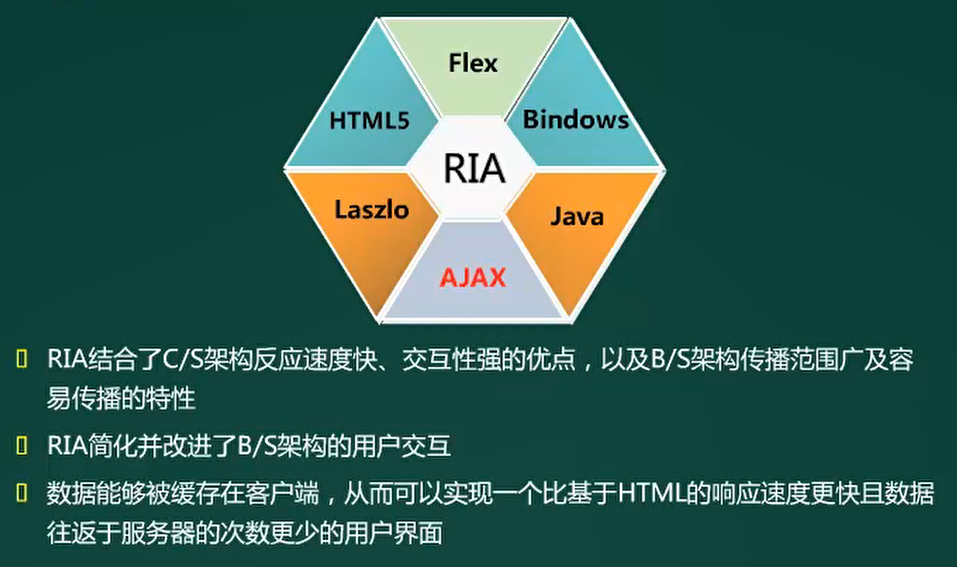 Flex
HTML5
Bindows
RIA
Laszlo
Java
AJAX
RIA结合了C/S架构反应速度快、交互性强的优点，以及B/S架构传播范围广及容
易传播的特性
RIA简化并改进了B/S架构的用户交互
数据能够被缓存在客户端，从而可以实现一个比基于HTML的响应速度更快且数据
往返于服务器的次数更少的用户界面